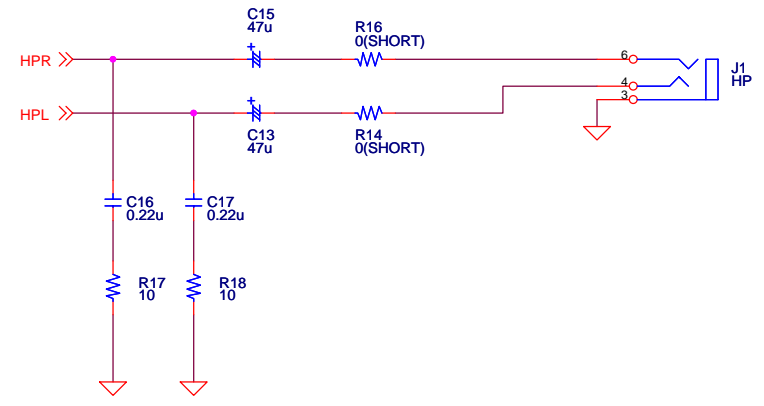 C15
47u
R16
0(SHORT)
HPR
6
J1
HP
4
3
HPL
C13
47u
R14
0(SHORT)
C16
0.22u
C17
0.22u
R17
10
R18
10